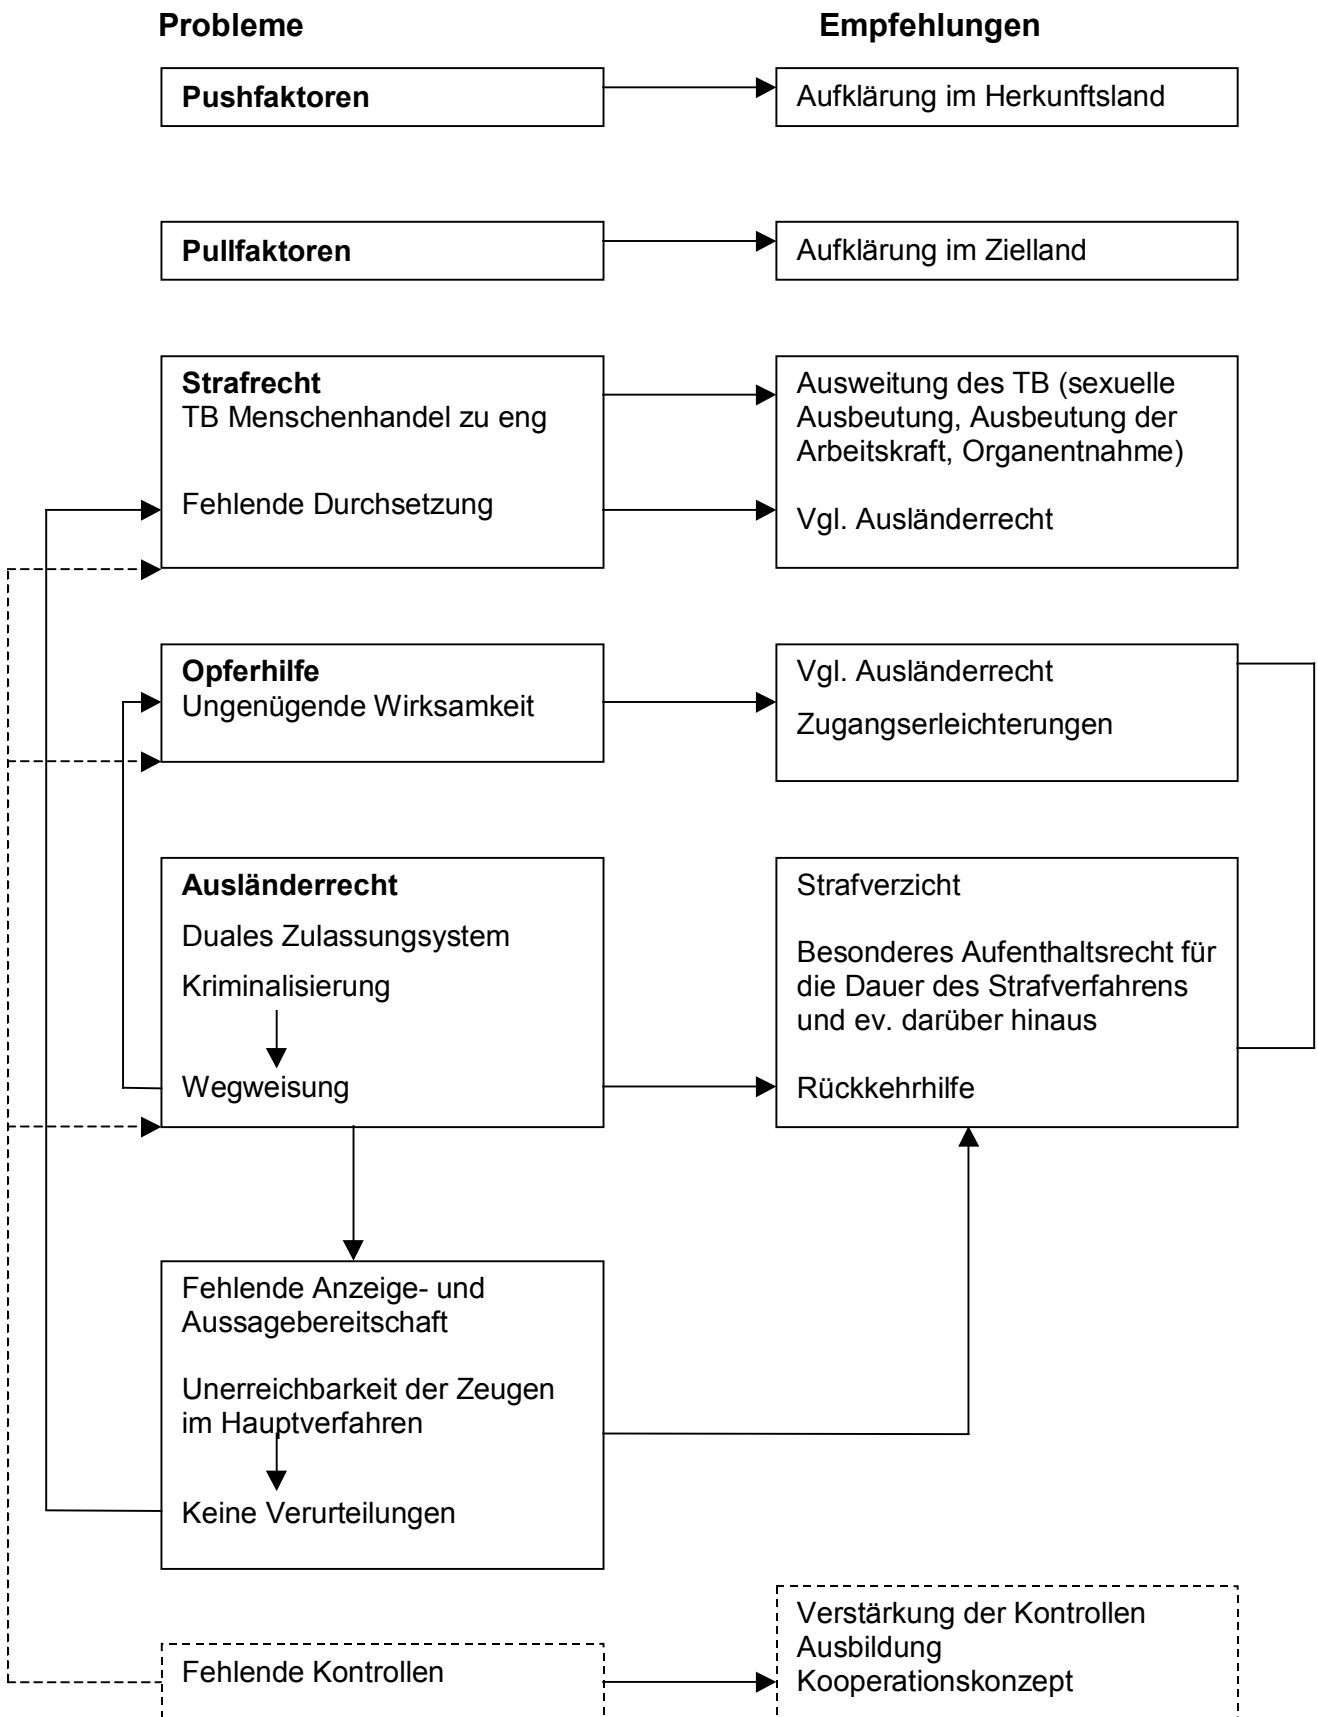 Probleme
Empfehlungen
Pushfaktoren
Aufklärung im Herkunftsland
Pullfaktoren
Aufklärung im Zielland
Strafrecht
TB Menschenhandel zu eng
Fehlende Durchsetzung
Ausweitung des TB (sexuelle
Ausbeutung, Ausbeutung der
Arbeitskraft, Organentnahme)
Vgl. Ausländerrecht
Opferhilfe
Ungenügende Wirksamkeit
Vgl. Ausländerrecht
Zugangserleichterungen
Ausländerrecht
Duales Zulassungsystem
Kriminalisierung
Wegweisung
Strafverzicht
Besonderes Aufenthaltsrecht für
die Dauer des Strafverfahrens
und ev. darüber hinaus
Rückkehrhilfe
Fehlende Anzeige- und
Aussagebereitschaft
Unerreichbarkeit der Zeugen
im Hauptverfahren
Keine Verurteilungen
Fehlende Kontrollen
Verstärkung der Kontrollen
Ausbildung
Kooperationskonzept